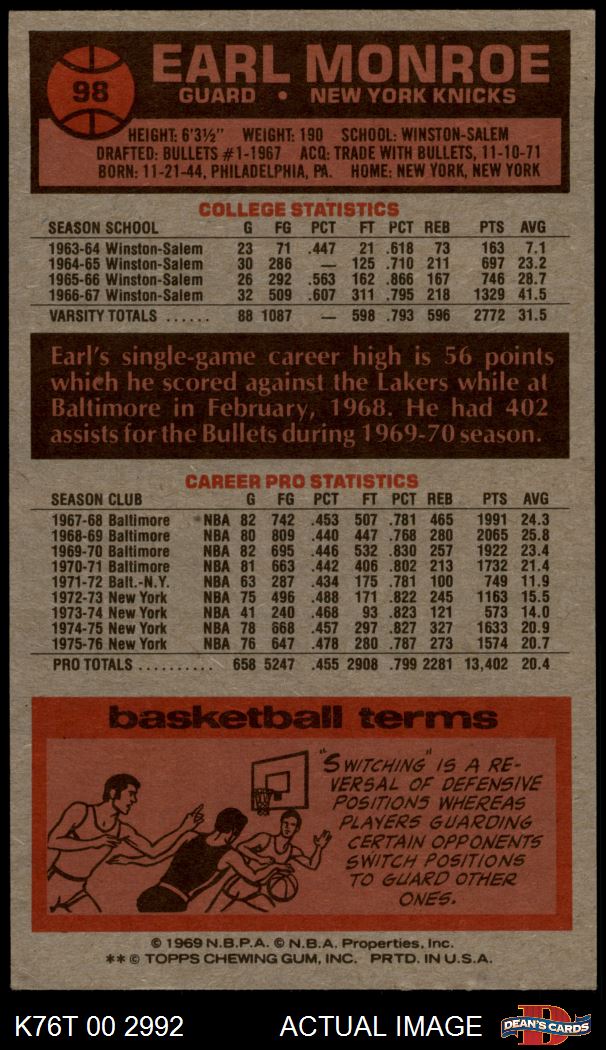 98
EARL MONROE
GUARD • NEW YORK KNICKS
HEIGHT: 6'3½" WEIGHT: 190 SCHOOL: WINSTON-SALEM
DRAFTED: BULLETS #1-1967 ACQ: TRADE WITH BULLETS, 11-10-71
BORN: 11-21-44, PHILADELPHIA, PA. HOME: NEW YORK, NEW YORK
COLLEGE STATISTICS
SEASON SCHOOL G FG PCT FT PCT REB PTS AVG
1963-64 Winston-Salem 23 71 .447 21 .618 73 163 7.1
1964-65 Winston-Salem 30 286 — 125 .710 211 697 23.2
1965-66 Winston-Salem 26 292 .563 162 .866 167 746 28.7
1966-67 Winston-Salem 32 509 .607 311 .795 218 1329 41.5
VARSITY TOTALS ...... 88 1087 — 598 .793 596 2772 31.5
Earl's single-game career high is 56 points
which he scored against the Lakers while at
Baltimore in February, 1968. He had 402
assists for the Bullets during 1969-70 season.
CAREER PRO STATISTICS
SEASON CLUB G FG PCT FT PCT REB PTS AVG
1967-68 Baltimore NBA 82 742 .453 507 .781 465 1991 24.3
1968-69 Baltimore NBA 80 809 .440 447 .768 280 2065 25.8
1969-70 Baltimore NBA 82 695 .446 532 .830 257 1922 23.4
1970-71 Baltimore NBA 81 663 .442 406 .802 213 1732 21.4
1971-72 Balt.-N.Y. NBA 63 287 .434 175 .781 100 749 11.9
1972-73 New York NBA 75 496 .488 171 .822 245 1163 15.5
1973-74 New York NBA 41 240 .468 93 .823 121 573 14.0
1974-75 New York NBA 78 668 .457 297 .827 327 1633 20.9
1975-76 New York NBA 76 647 .478 280 .787 273 1574 20.7
PRO TOTALS .......... 658 5247 .455 2908 .799 2281 13,402 20.4
basketball terms
"SWITCHING" IS A RE-
VERSAL OF DEFENSIVE
POSITIONS WHEREAS
PLAYERS GUARDING
CERTAIN OPPONENTS
SWITCH POSITIONS
TO GUARD OTHER
ONES.
© 1969 N.B.P.A. © N.B.A. Properties, Inc.
** © TOPPS CHEWING GUM, INC. PRTD. IN U.S.A.
K76T 00 2992 ACTUAL IMAGE DEAN'S CARDS